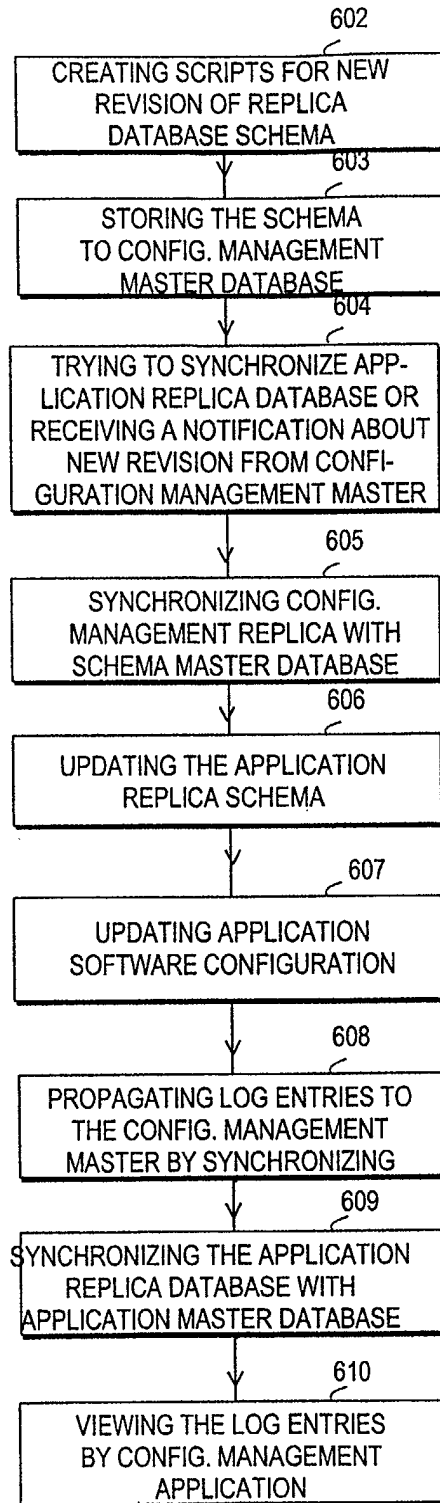 602
CREATING SCRIPTS FOR NEW
REVISION OF REPLICA
DATABASE SCHEMA
603
STORING THE SCHEMA
TO CONFIG. MANAGEMENT
MASTER DATABASE
604
TRYING TO SYNCHRONIZE APP-
LICATION REPLICA DATABASE OR
RECEIVING A NOTIFICATION ABOUT
NEW REVISION FROM CONFI-
GURATION MANAGEMENT MASTER
605
SYNCHRONIZING CONFIG.
MANAGEMENT REPLICA WITH
SCHEMA MASTER DATABASE
606
UPDATING THE APPLICATION
REPLICA SCHEMA
607
UPDATING APPLICATION
SOFTWARE CONFIGURATION
608
PROPAGATING LOG ENTRIES TO
THE CONFIG. MANAGEMENT
MASTER BY SYNCHRONIZING
609
SYNCHRONIZING THE APPLICATION
REPLICA DATABASE WITH
APPLICATION MASTER DATABASE
610
VIEWING THE LOG ENTRIES
BY CONFIG. MANAGEMENT
APPLICATION